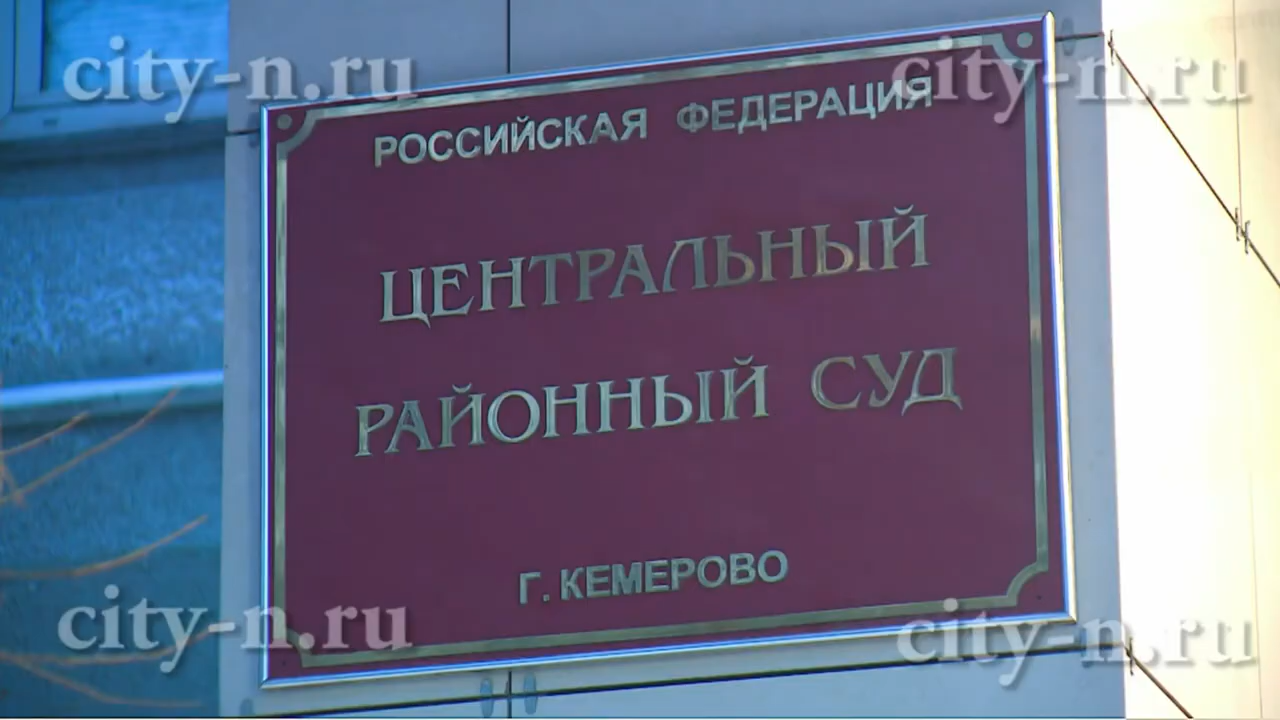 city-n.ru city-n.ru
РОССИЙСКАЯ ФЕДЕРАЦИЯ
ЦЕНТРАЛЬНЫЙ
РАЙОННЫЙ СУД
Г. КЕМЕРОВО
city-n.ru city-n.ru